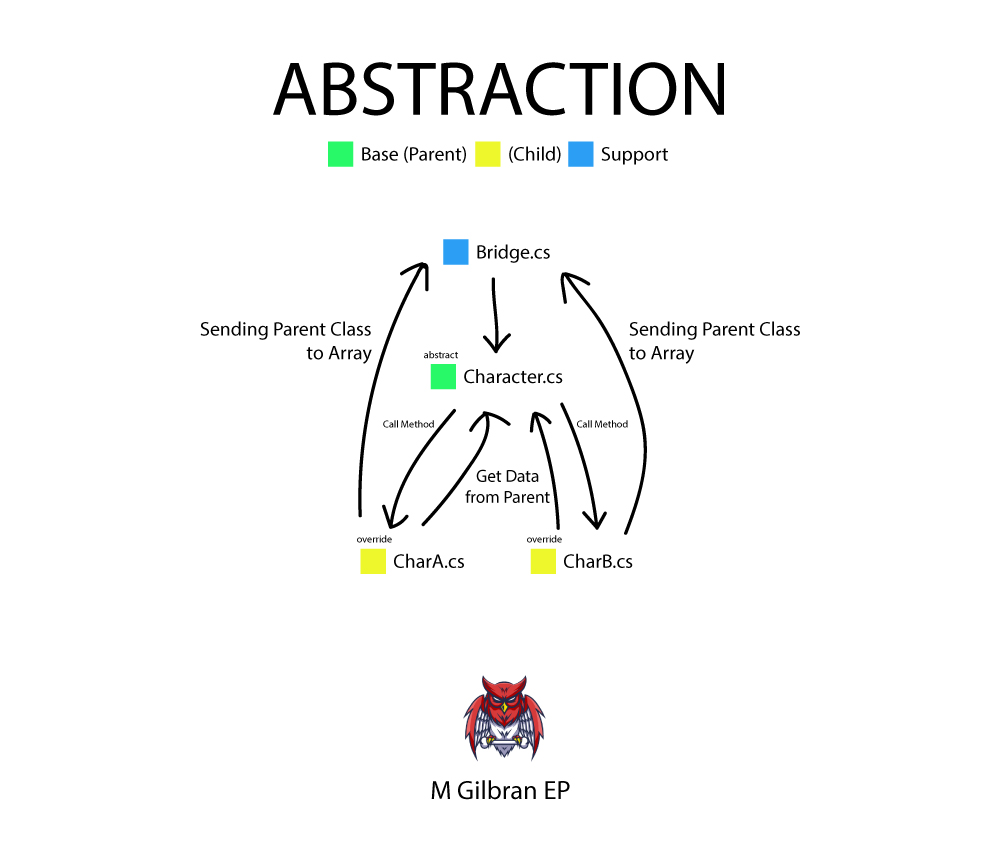 ABSTRACTION
Base (Parent) (Child) Support
Bridge.cs
Sending Parent Class
to Array
Sending Parent Class
to Array
abstract
Character.cs
Call Method
Call Method
Get Data
from Parent
override
CharA.cs
override
CharB.cs
M Gilbran EP